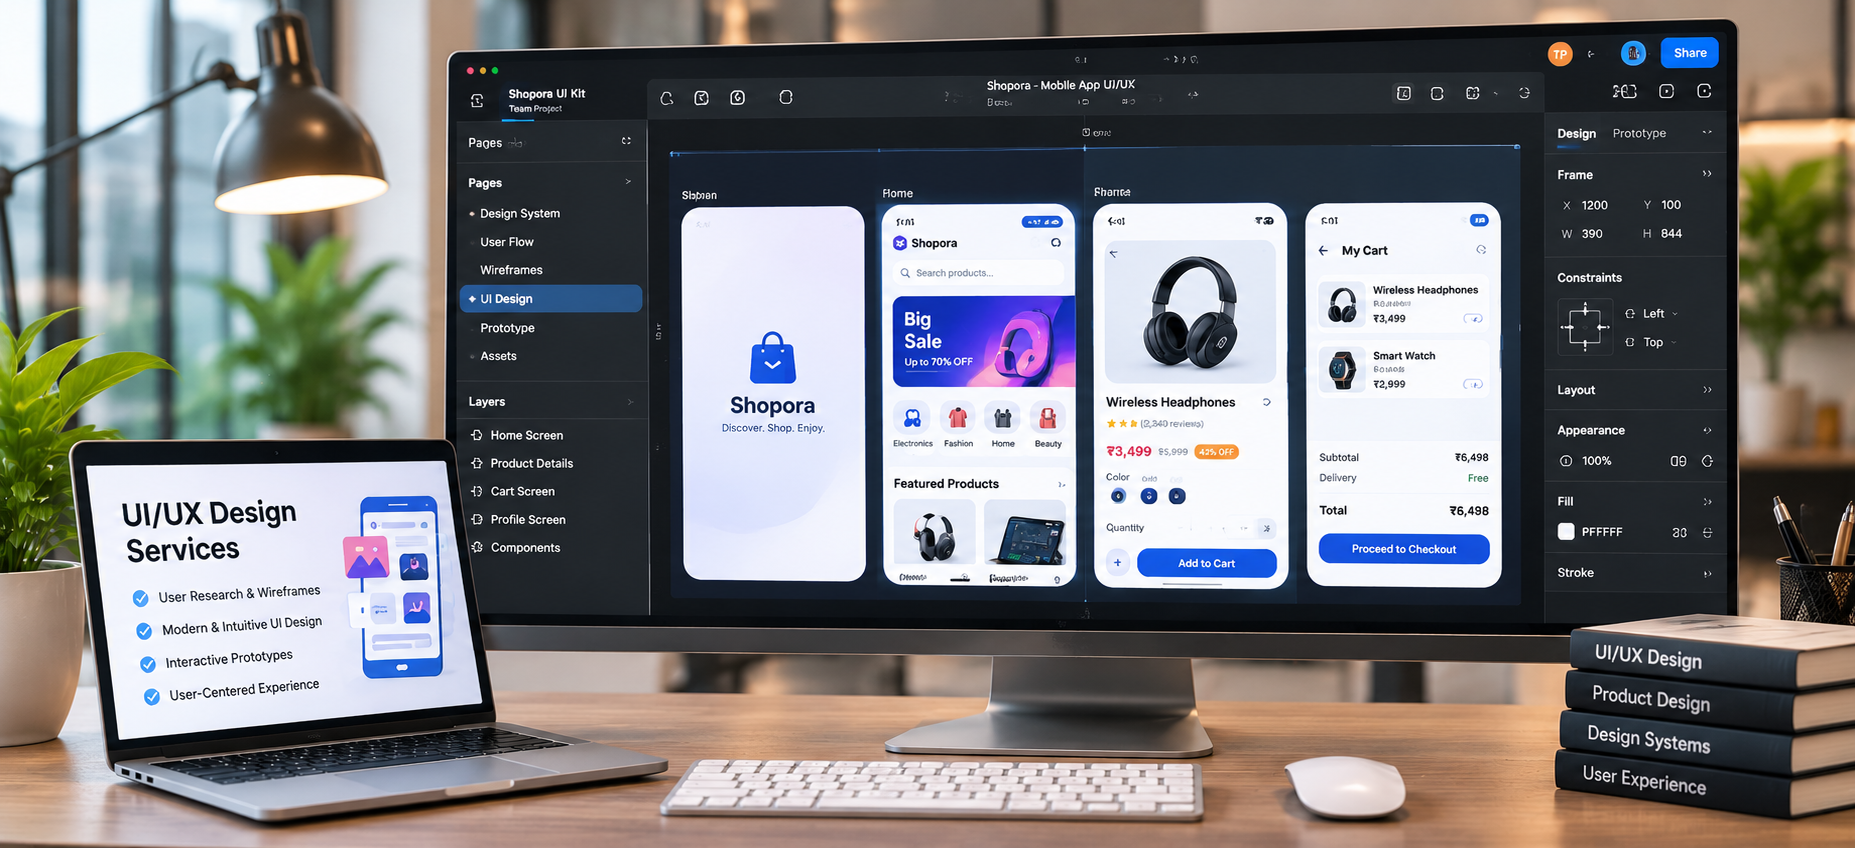 TP
Share
Shopora UI Kit
Team Project
Shopora - Mobile App UI/UX
Pages
Pages
Design System
User Flow
Wireframes
UI Design
Prototype
Assets
Layers
Home Screen
Product Details
Cart Screen
Profile Screen
Components
Shopora
Discover. Shop. Enjoy.
Home
Shopora
Search products...
Big
Sale
Up to 70% OFF
Electronics
Fashion
Home
Beauty
Featured Products
Wireless Headphones
(2,340 reviews)
₹3,499 ₹5,999 42% OFF
Color
Quantity
+
Add to Cart
My Cart
Wireless Headphones
₹3,499
Smart Watch
₹2,999
Subtotal ₹6,498
Delivery Free
Total ₹6,498
Proceed to Checkout
Design Prototype
Frame
X 1200 Y 100
W 390 H 844
Constraints
Left
Top
Layout
Appearance
100%
Fill
PFFFFF
Stroke
UI/UX Design
Services
User Research & Wireframes
Modern & Intuitive UI Design
Interactive Prototypes
User-Centered Experience
UI/UX Design
Product Design
Design Systems
User Experience